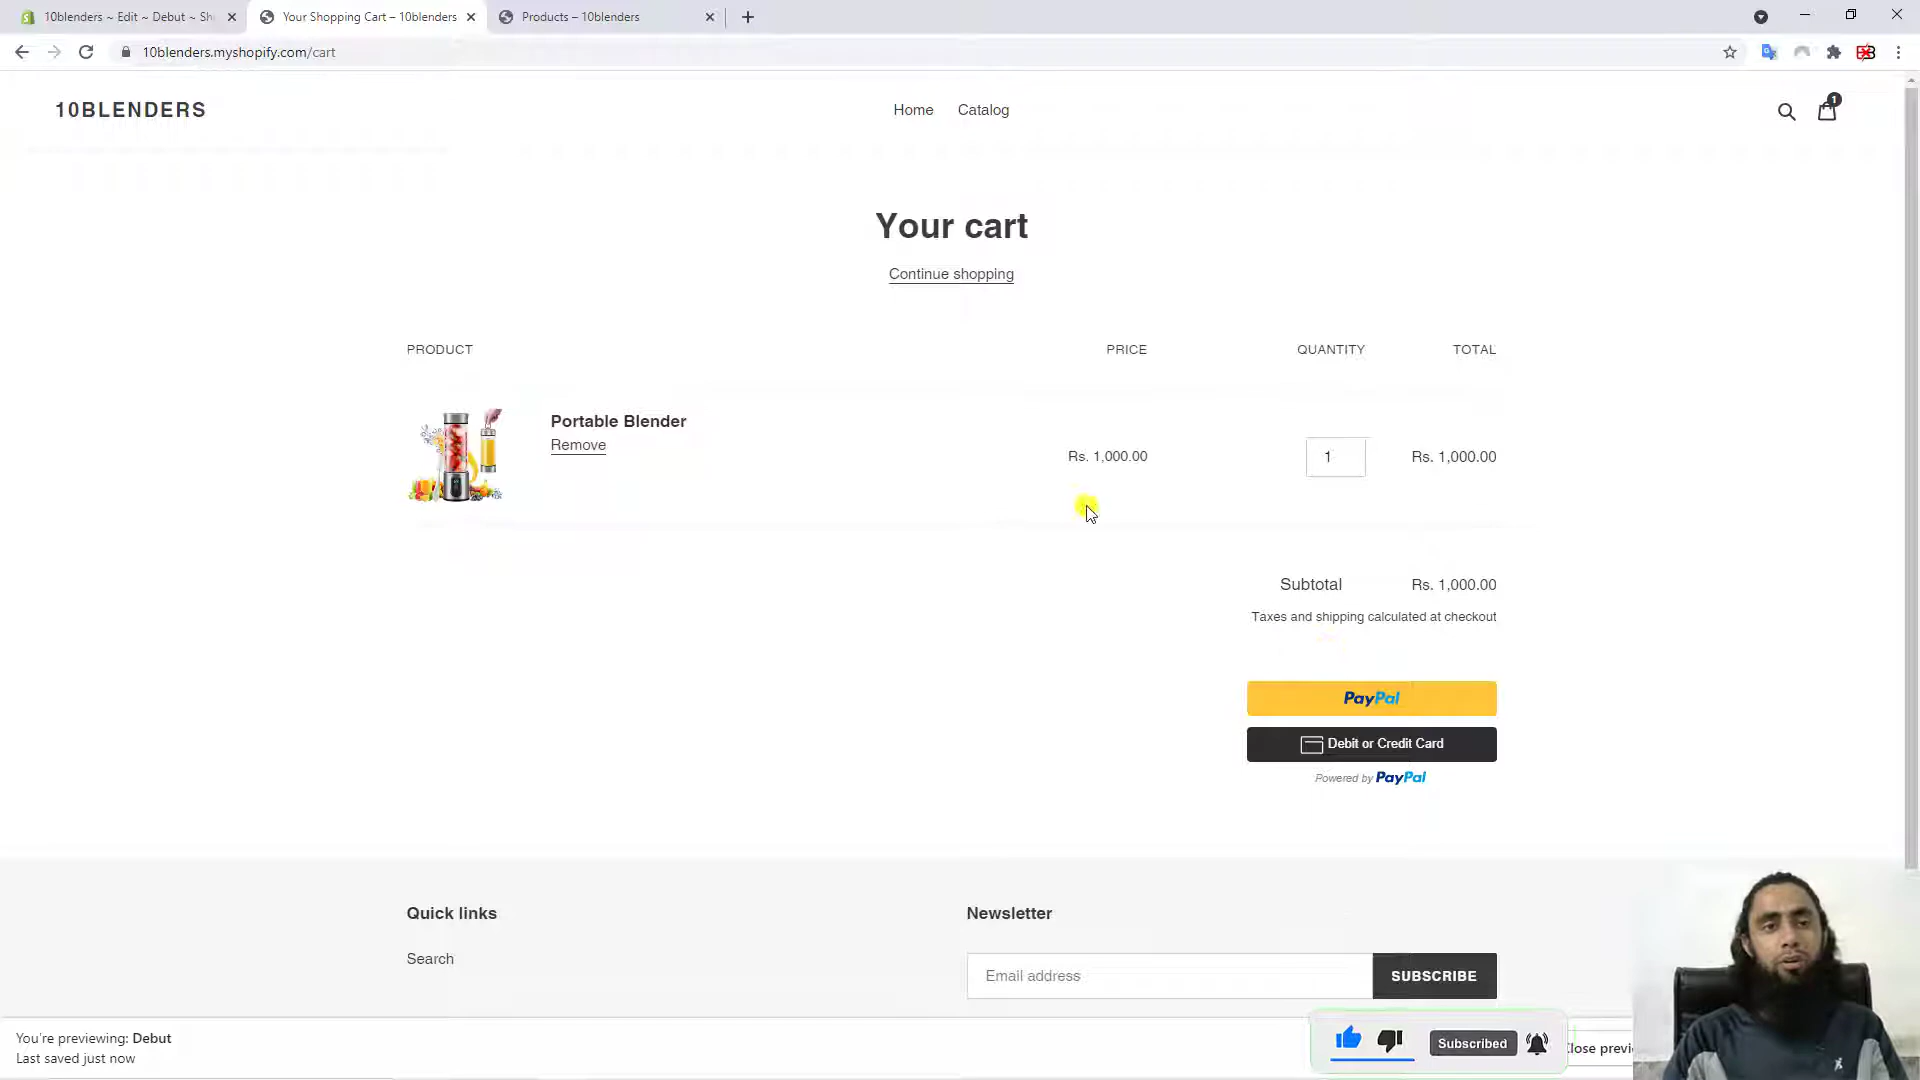 10blenders ~ Edit ~ Debut ~ Sh
Your Shopping Cart – 10blenders
Products – 10blenders
10blenders.myshopify.com/cart
10BLENDERS
Home
Catalog
1
Your cart
Continue shopping
PRODUCT
PRICE
QUANTITY
TOTAL
Portable Blender
Remove
Rs. 1,000.00
1
Rs. 1,000.00
Subtotal
Rs. 1,000.00
Taxes and shipping calculated at checkout
PayPal
Debit or Credit Card
Powered by PayPal
Quick links
Newsletter
Search
Email address
SUBSCRIBE
You're previewing: Debut
Last saved just now
Subscribed
Close previ